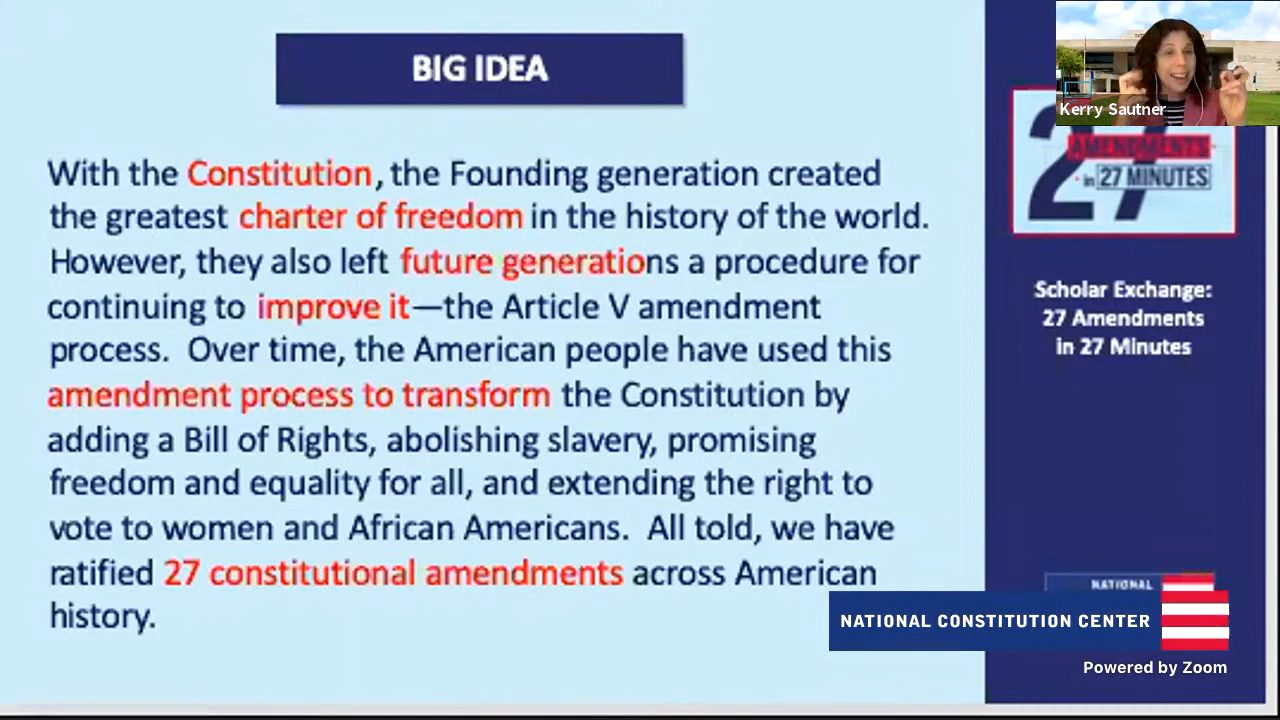 BIG IDEA
With the Constitution, the Founding generation created
the greatest charter of freedom in the history of the world.
However, they also left future generations a procedure for
continuing to improve it—the Article V amendment
process.  Over time, the American people have used this
amendment process to transform the Constitution by
adding a Bill of Rights, abolishing slavery, promising
freedom and equality for all, and extending the right to
vote to women and African Americans.  All told, we have
ratified 27 constitutional amendments across American
history.
Kerry Sautner
27
AMENDMENTS
in 27 MINUTES
Scholar Exchange:
27 Amendments
in 27 Minutes
NATIONAL
NATIONAL CONSTITUTION CENTER
Powered by Zoom